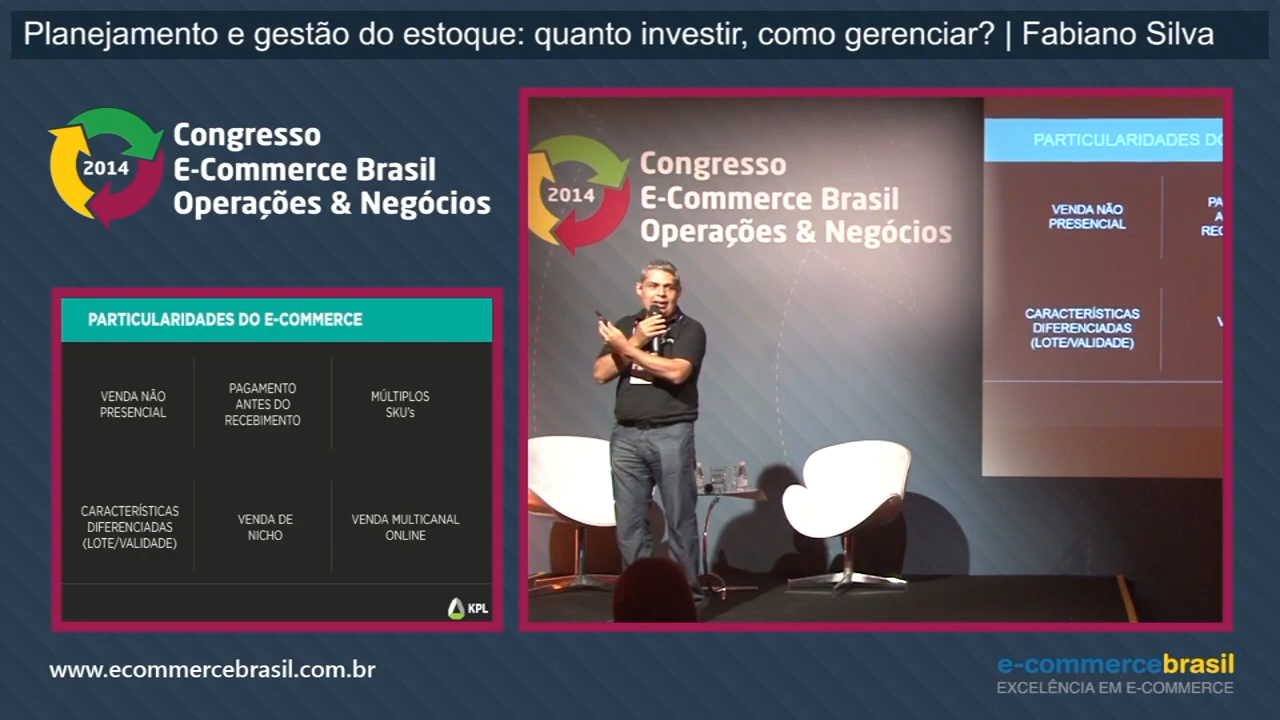 Planejamento e gestão do estoque: quanto investir, como gerenciar? | Fabiano Silva
2014
Congresso
E-Commerce Brasil
Operações & Negócios
PARTICULARIDADES DO E-COMMERCE
VENDA NÃO
PRESENCIAL
PAGAMENTO
ANTES DO
RECEBIMENTO
MÚLTIPLOS
SKU's
CARACTERÍSTICAS
DIFERENCIADAS
(LOTE/VALIDADE)
VENDA DE
NICHO
VENDA MULTICANAL
ONLINE
KPL
2014
Congresso
E-Commerce Brasil
Operações & Negócios
PARTICULARIDADES DO
VENDA NÃO
PRESENCIAL
PA
A
REC
CARACTERÍSTICAS
DIFERENCIADAS
(LOTE/VALIDADE)
V
www.ecommercebrasil.com.br
e-commercebrasil
EXCELÊNCIA EM E-COMMERCE